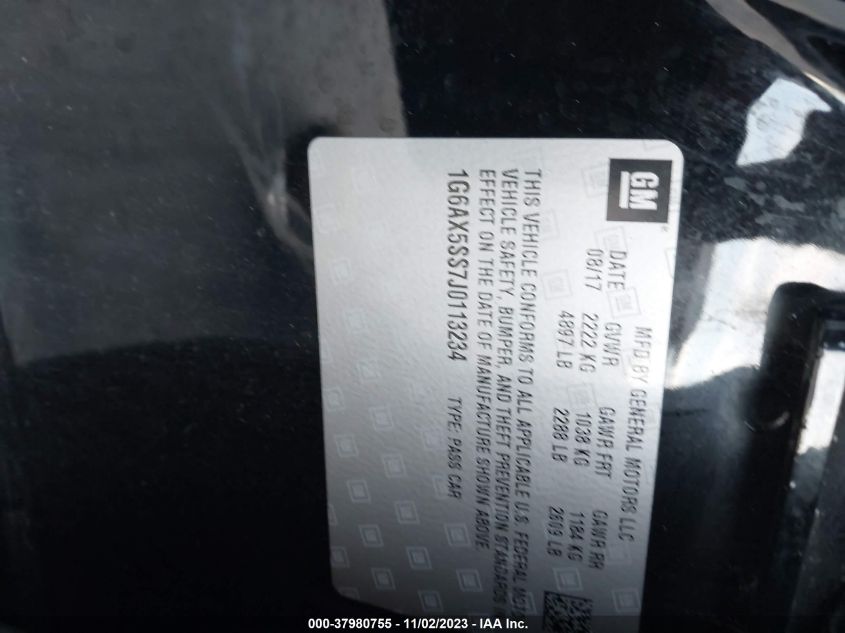 GM
MFD BY GENERAL MOTORS LLC
DATE GVWR GAWR FRT GAWR RR
08/17 2222 KG 1038 KG 1184 KG
4897 LB 2288 LB 2609 LB
THIS VEHICLE CONFORMS TO ALL APPLICABLE U.S. FEDERAL
VEHICLE SAFETY, BUMPER, AND THEFT PREVENTION STANDARDS
EFFECT ON THE DATE OF MANUFACTURE SHOWN ABOVE.
1G6AX5SS7J0113234 TYPE: PASS CAR
000-37980755 - 11/02/2023 - IAA Inc.